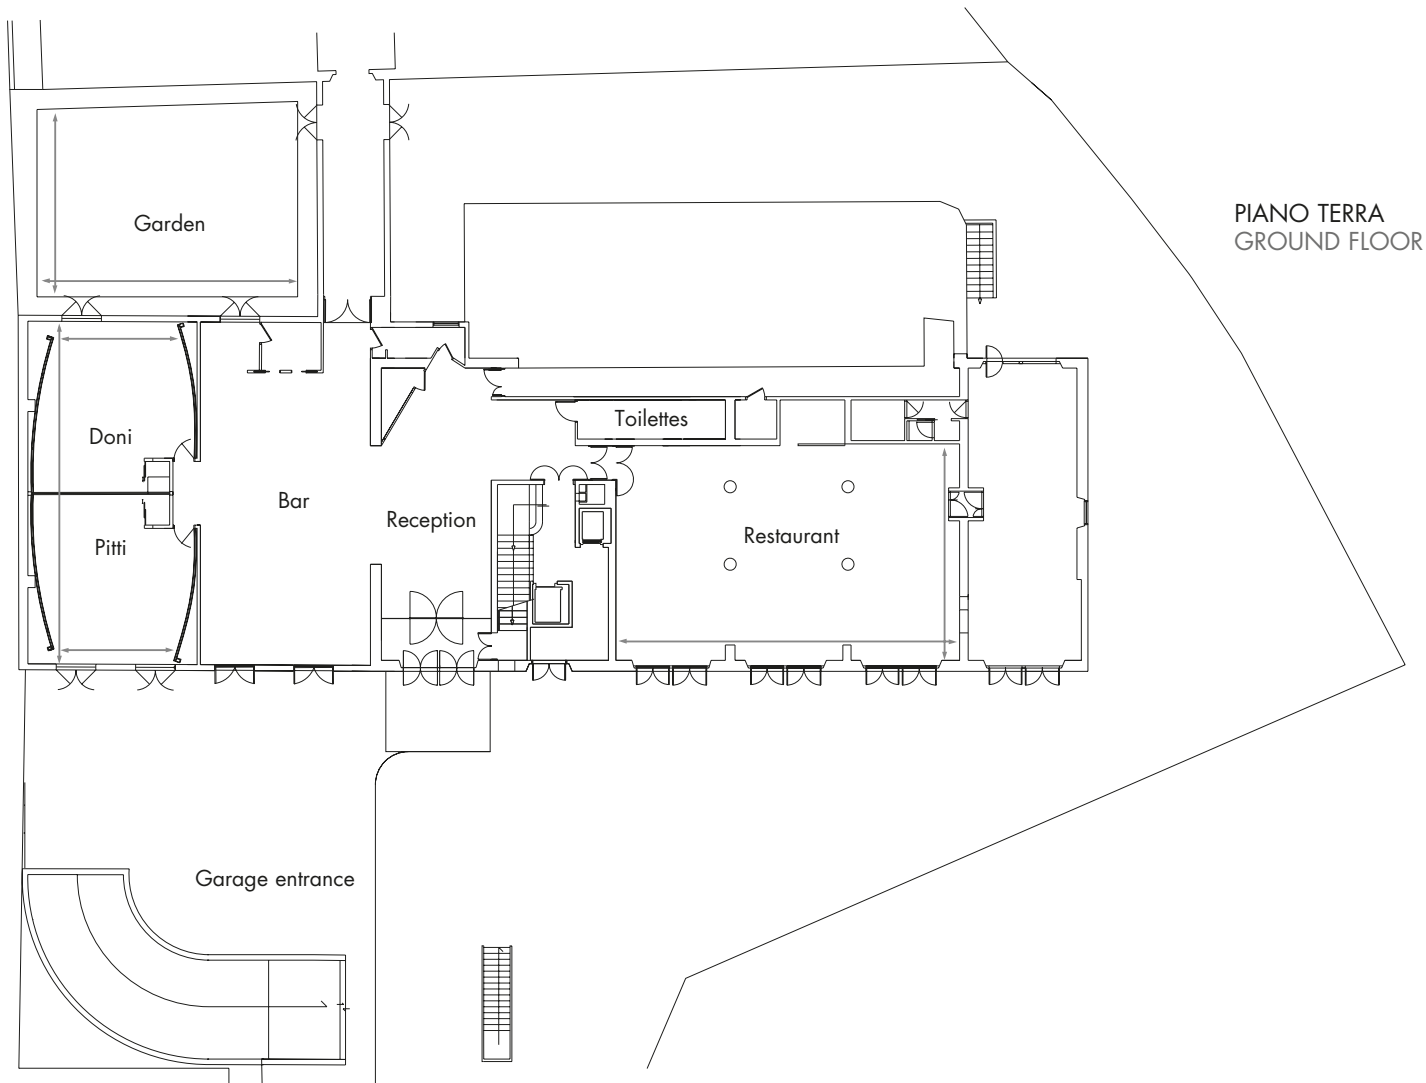 PIANO TERRA
GROUND FLOOR
Garden
Toilettes
Doni
Bar
Reception
Restaurant
Pitti
Garage entrance